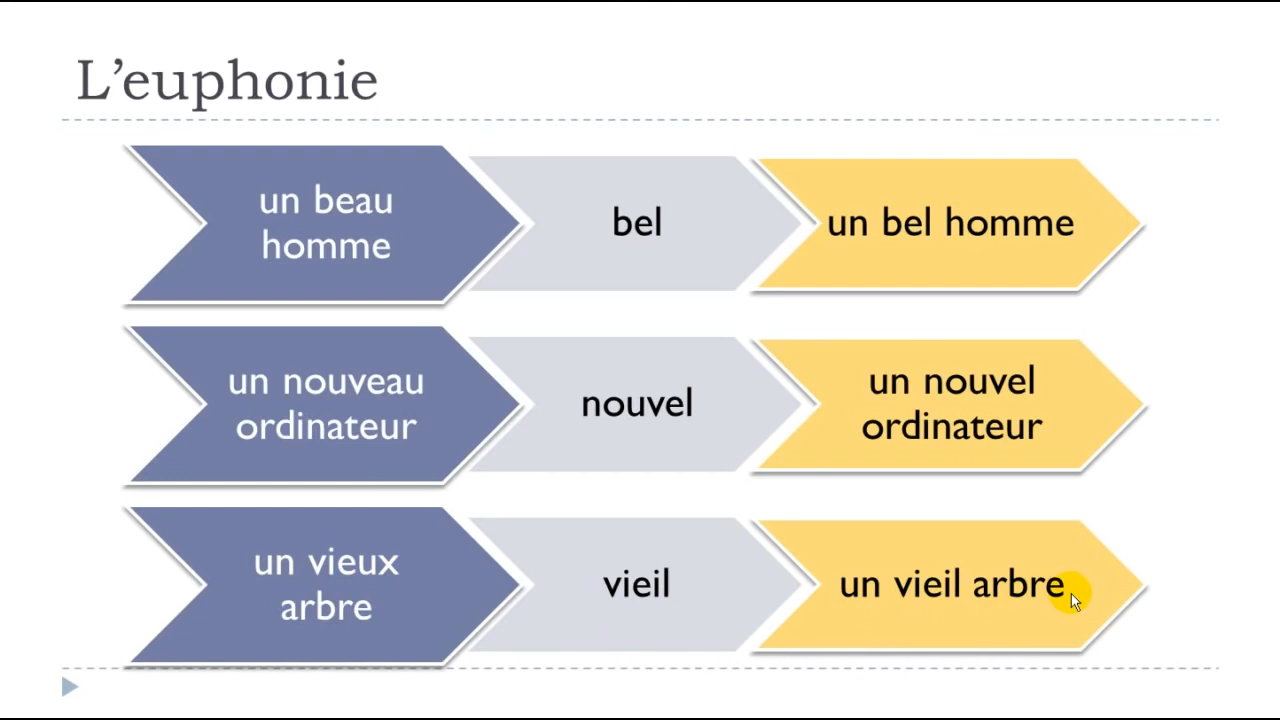 L’euphonie
un beau
homme
bel
un bel homme
un nouveau
ordinateur
nouvel
un nouvel
ordinateur
un vieux
arbre
vieil
un vieil arbre